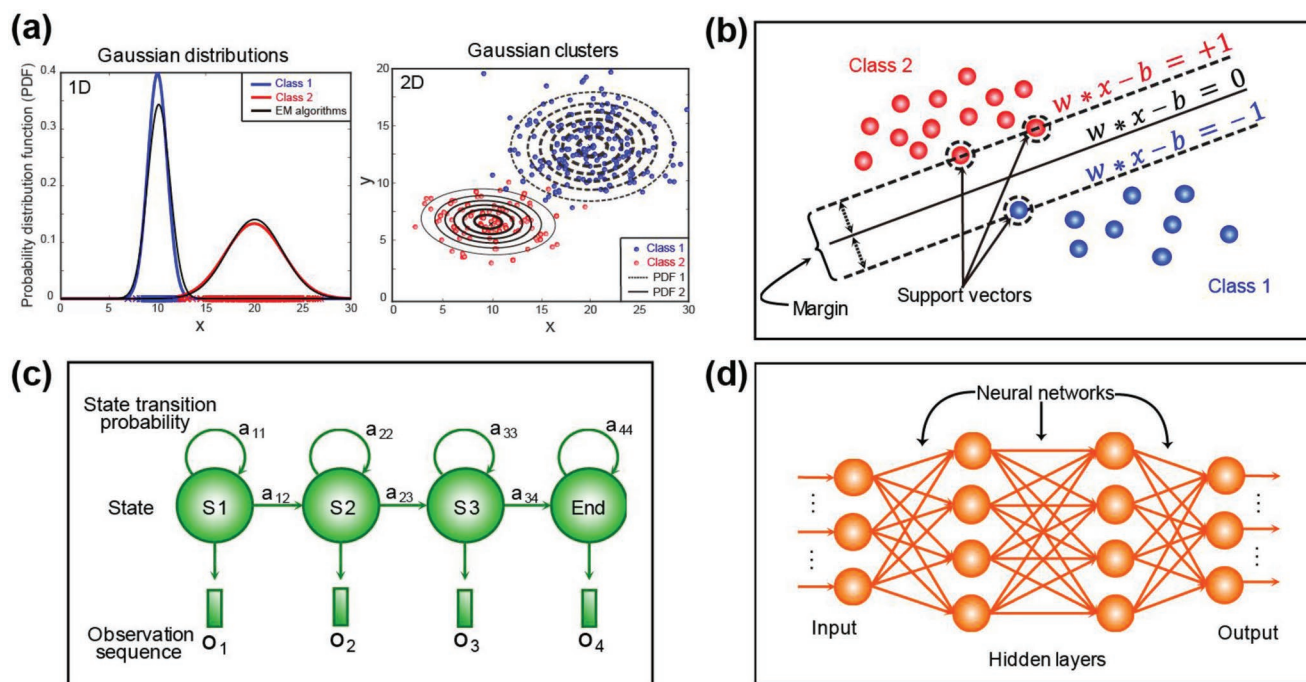 (a)
Gaussian distributions
Probability distribution function (PDF)
0.4
0.3
0.2
0.1
0.0
1D
Class 1
Class 2
EM algorithms
0
5
10
15
20
25
30
X
Gaussian clusters
20
15
10
5
0
y
2D
Class 1
Class 2
PDF 1
PDF 2
0
5
10
15
20
25
30
X
(b)
Class 2
w * x − b = +1
w * x − b = 0
w * x − b = −1
Margin
Support vectors
Class 1
(c)
State transition
probability
a11 a22 a33 a44
State
S1 a12 S2 a23 S3 a34 End
Observation
sequence
O1 O2 O3 O4
(d)
Neural networks
Input
Hidden layers
Output